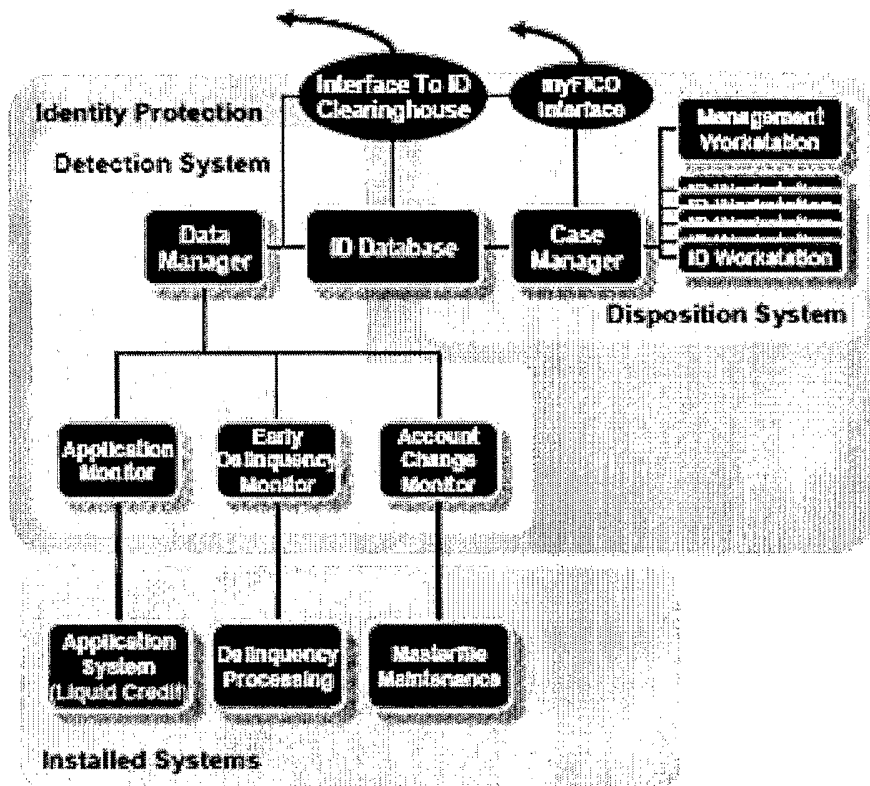 Interface To ID
Clearinghouse
myFICO
Interface
Identity Protection
Management
Workstation
Detection System
ID Workstation
Data
Manager
ID Database
Case
Manager
ID Workstation
Disposition System
Application
Monitor
Early
Delinquency
Monitor
Account
Change
Monitor
Application
System
(Liquid Credit)
Delinquency
Processing
Masterfile
Maintenance
Installed Systems